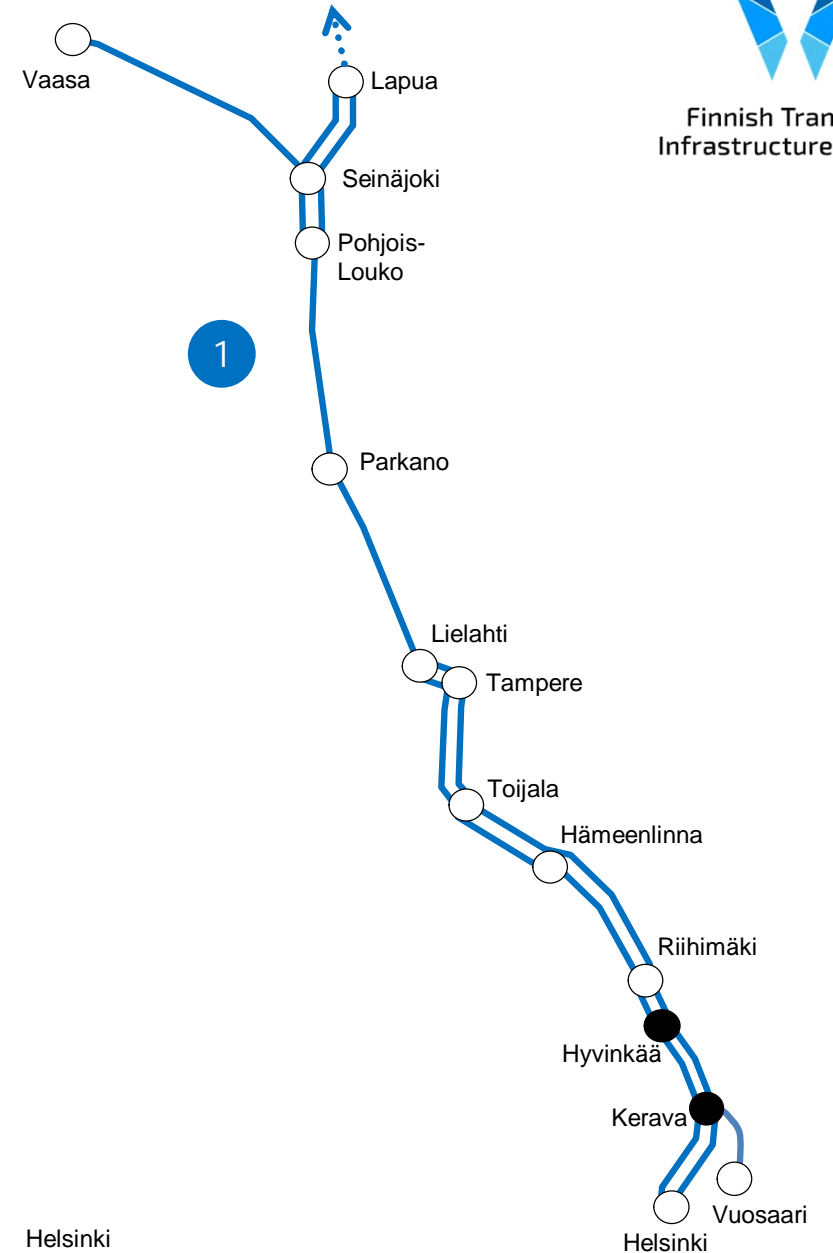 Vaasa
Lapua
Finnish Tran
Infrastructure
Seinäjoki
Pohjois-
Louko
1
Parkano
Lielahti
Tampere
Toijala
Hämeenlinna
Riihimäki
Hyvinkää
Kerava
Vuosaari
Helsinki
Helsinki